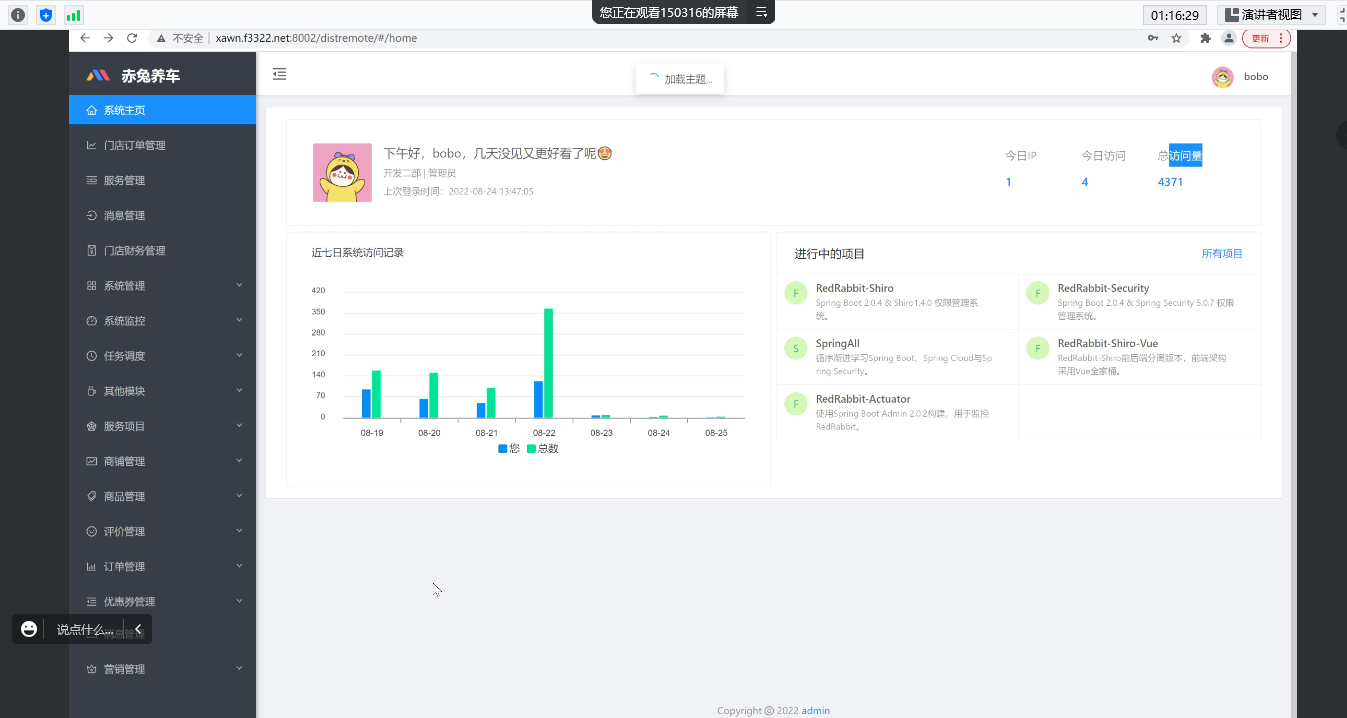 您正在观看150316的屏幕
01:16:29
演讲者视图
不安全
xawn.f3322.net:8002/distremote/#/home
更新
赤兔养车
加载主题...
bobo
系统主页
门店订单管理
服务管理
消息管理
门店财务管理
系统管理
系统监控
任务调度
其他模块
服务项目
商铺管理
商品管理
评价管理
订单管理
优惠券管理
消息管理
营销管理
说点什么...
下午好，bobo，几天没见又更好看了呢😍
开发二部 | 管理员
上次登录时间：2022-08-24 13:47:05
今日IP 今日访问 总访问量
1 4 4371
近七日系统访问记录
420
350
280
210
140
70
0
08-19 08-20 08-21 08-22 08-23 08-24 08-25
您 总数
进行中的项目 所有项目
F
RedRabbit-Shiro
Spring Boot 2.0.4 & Shiro1.4.0 权限管理系
统。
F
RedRabbit-Security
Spring Boot 2.0.4 & Spring Security 5.0.7 权限
管理系统。
S
SpringAll
循序渐进学习Spring Boot、Spring Cloud与Sp
ring Security。
F
RedRabbit-Shiro-Vue
RedRabbit-Shiro前后端分离版本，前端架构
采用Vue全家桶。
F
RedRabbit-Actuator
使用Spring Boot Admin 2.0.2构建，用于监控
RedRabbit。
Copyright © 2022 admin